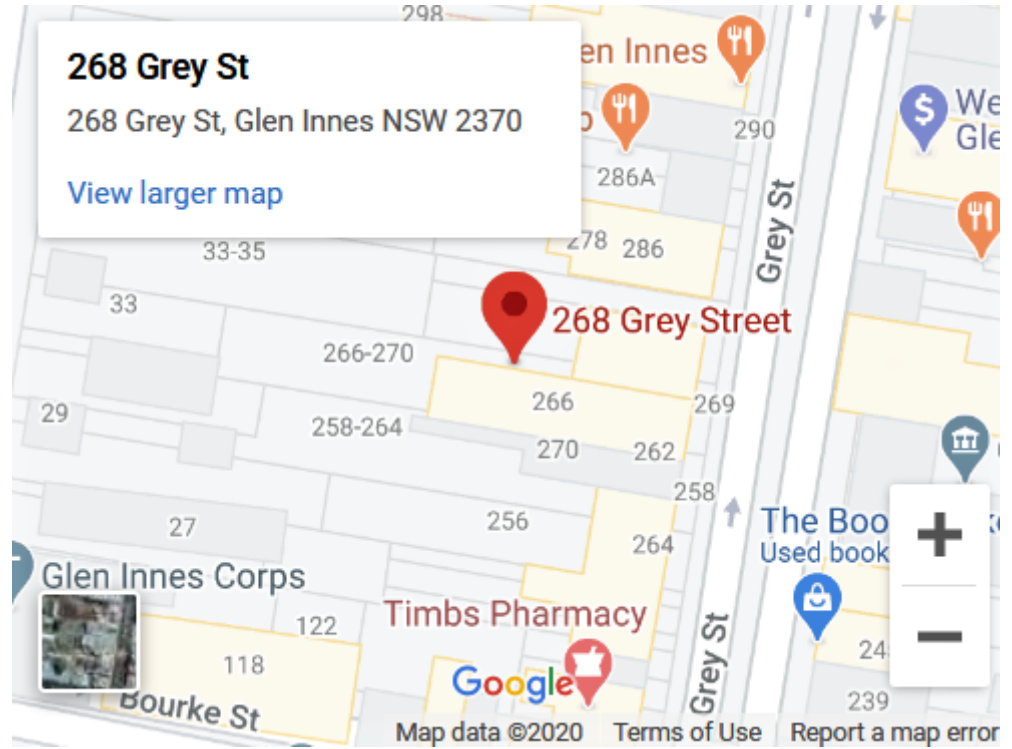 298
268 Grey St
268 Grey St, Glen Innes NSW 2370
View larger map
en Innes
We
Gle
290
286A
Grey St
33-35
278
286
33
268 Grey Street
266-270
266
269
29
258-264
270
262
258
27
256
264
The Boo
Used book
Glen Innes Corps
122
Timbs Pharmacy
118
Grey St
24
Google
Bourke St
239
Map data ©2020
Terms of Use
Report a map error